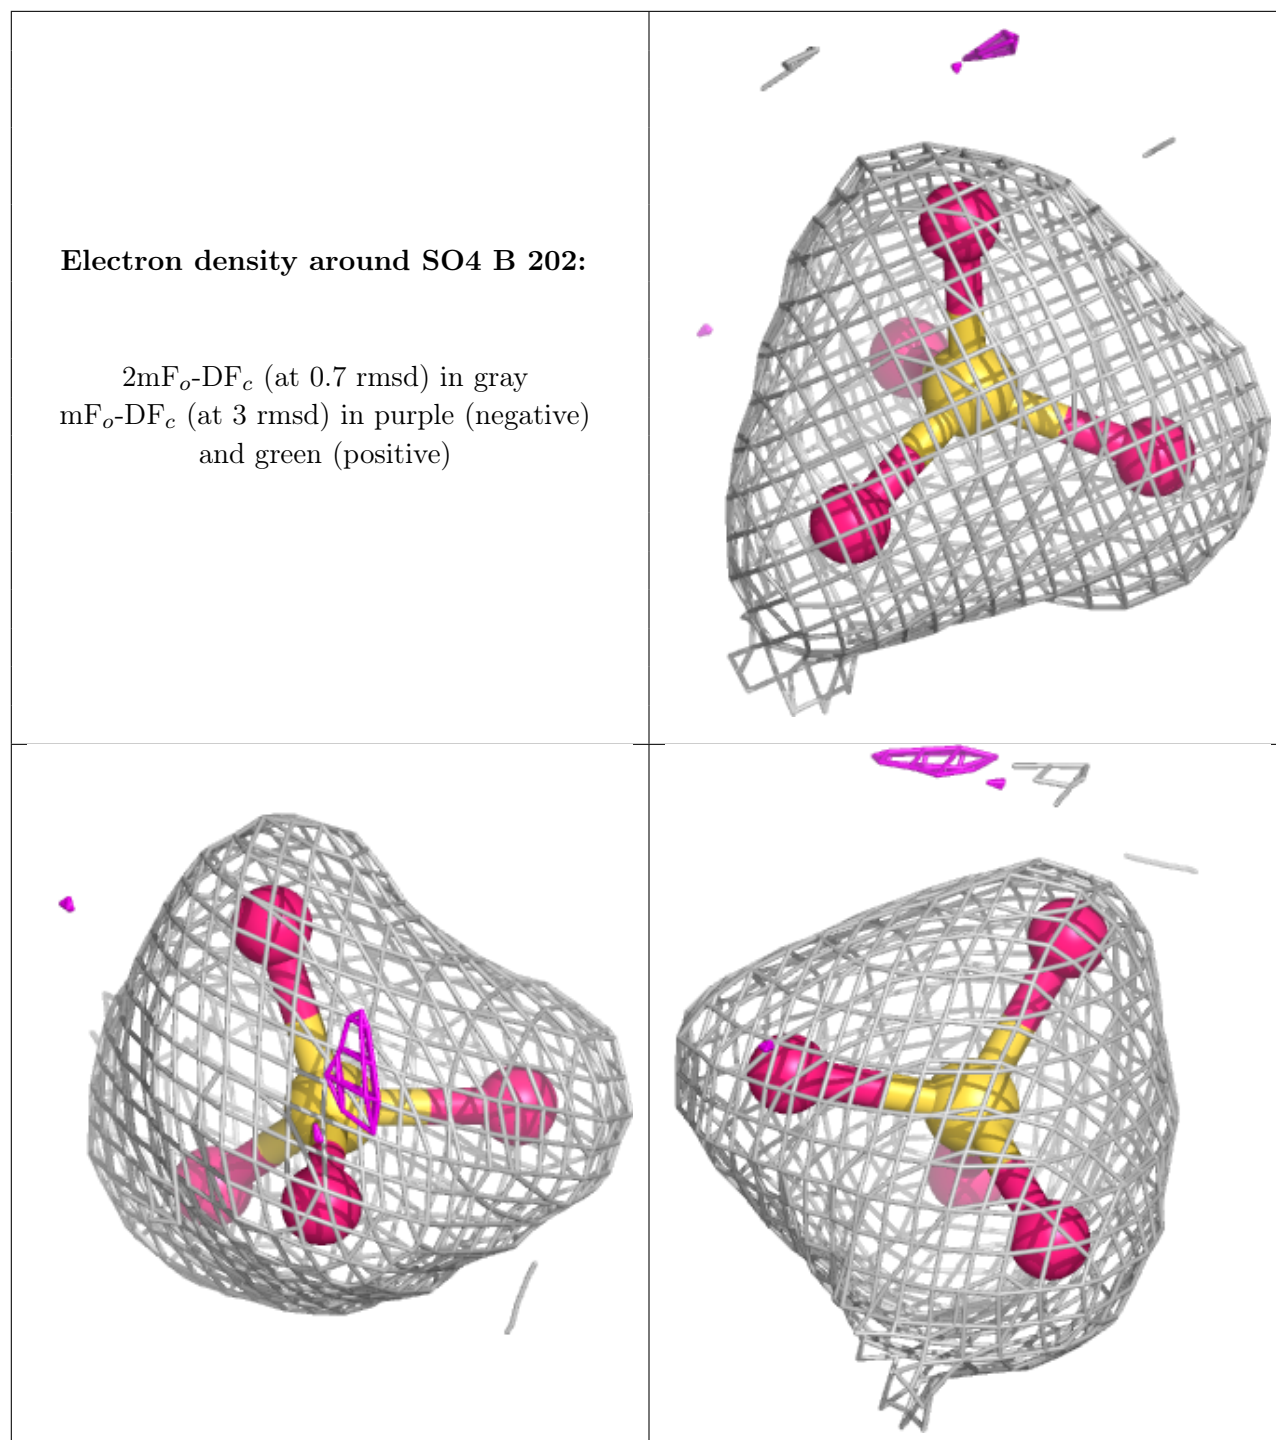 Electron density around SO4 B 202:
2mFo-DFc (at 0.7 rmsd) in gray
mFo-DFc (at 3 rmsd) in purple (negative)
and green (positive)